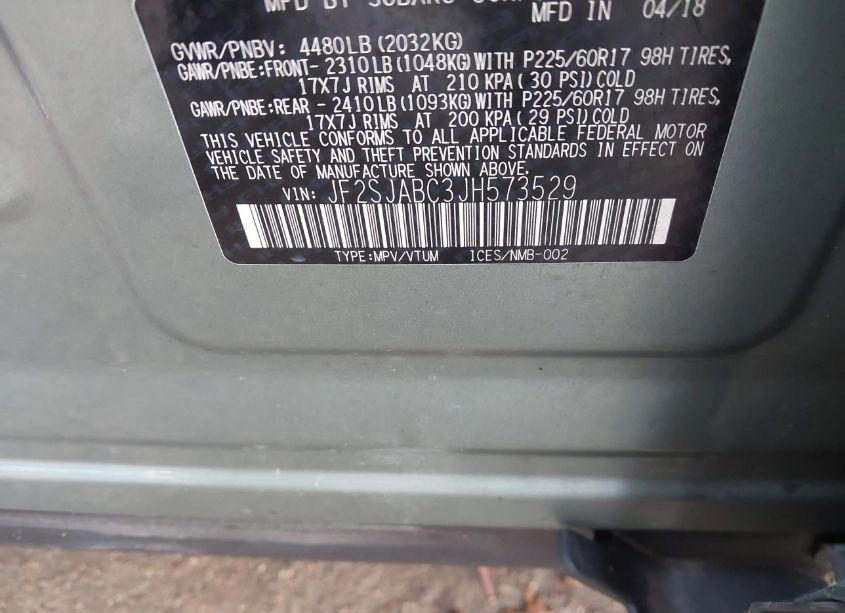 MFD BY SUBARU
MFD IN 04/18
GVWR/PNBV: 4480LB (2032KG)
GAWR/PNBE:FRONT- 2310LB (1048KG)WITH P225/60R17 98H TIRES,
17X7J RIMS AT 210 KPA ( 30 PSI)COLD
GAWR/PNBE:REAR - 2410LB (1093KG)WITH P225/60R17 98H TIRES,
17X7J RIMS AT 200 KPA ( 29 PSI)COLD
THIS VEHICLE CONFORMS TO ALL APPLICABLE FEDERAL MOTOR
VEHICLE SAFETY AND THEFT PREVENTION STANDARDS IN EFFECT ON
THE DATE OF MANUFACTURE SHOWN ABOVE.
VIN: JF2SJABC3JH573529
TYPE:MPV/VTUM ICES/NMB-002